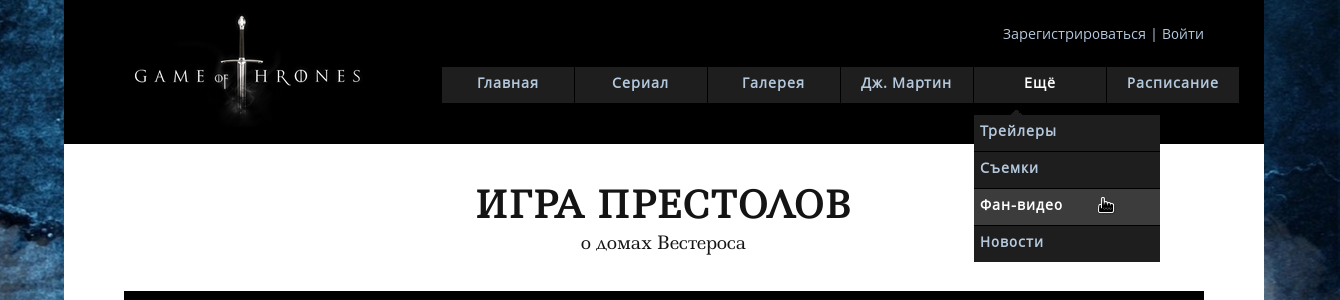 GAME OF THRONES
Зарегистрироваться | Войти
Главная Сериал Галерея Дж. Мартин Ещё Расписание
Трейлеры
Съемки
Фан-видео
Новости
ИГРА ПРЕСТОЛОВ
о домах Вестероса